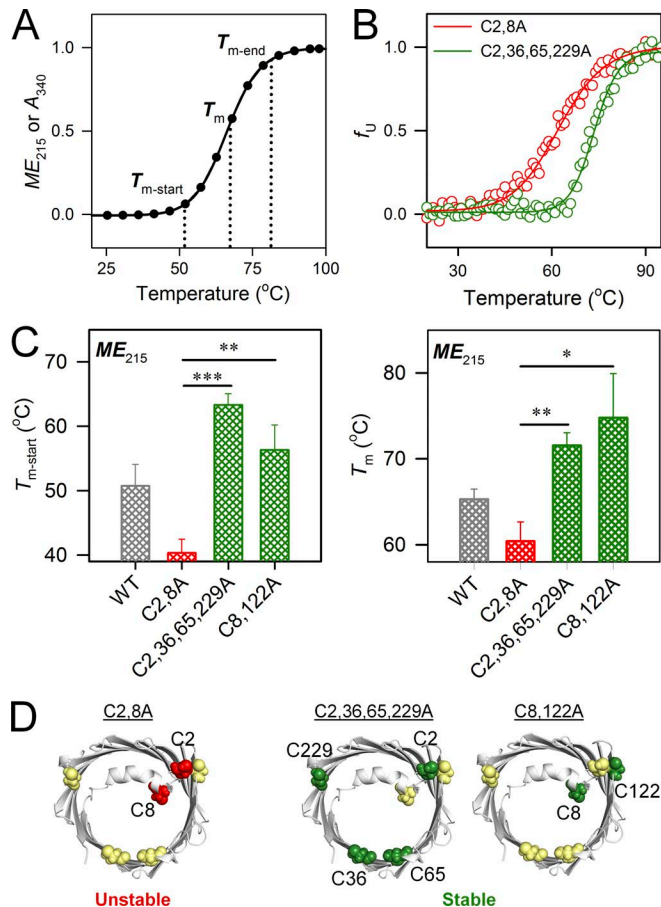 A
ME215 or A340
1.0
0.5
0.0
Tm-start
Tm
Tm-end
25 50 75 100
Temperature (oC)
B
fU
1.0
0.5
0.0
C2,8A
C2,36,65,229A
30 60 90
Temperature (oC)
C
ME215
Tm-start (oC)
70
60
50
40
**
***
WT
C2,8A
C2,36,65,229A
C8,122A
ME215
Tm (oC)
80
70
60
*
**
WT
C2,8A
C2,36,65,229A
C8,122A
D
C2,8A
C2
C8
Unstable
C2,36,65,229A
C229
C2
C36
C65
C8,122A
C122
C8
Stable